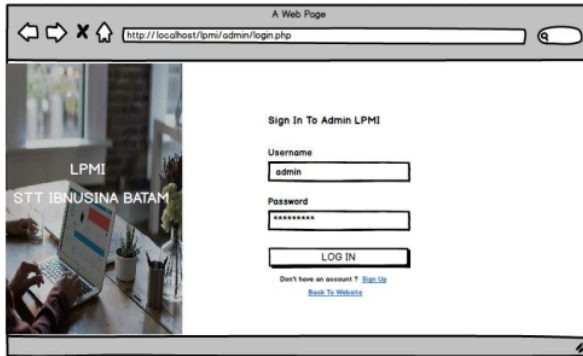 A Web Page
http://localhost/lpmi/admin/login.php
LPMI
STT IBNUSINA BATAM
Sign In To Admin LPMI
Username
admin
Password
*********
LOG IN
Don't have an account ? Sign Up
Back To Website